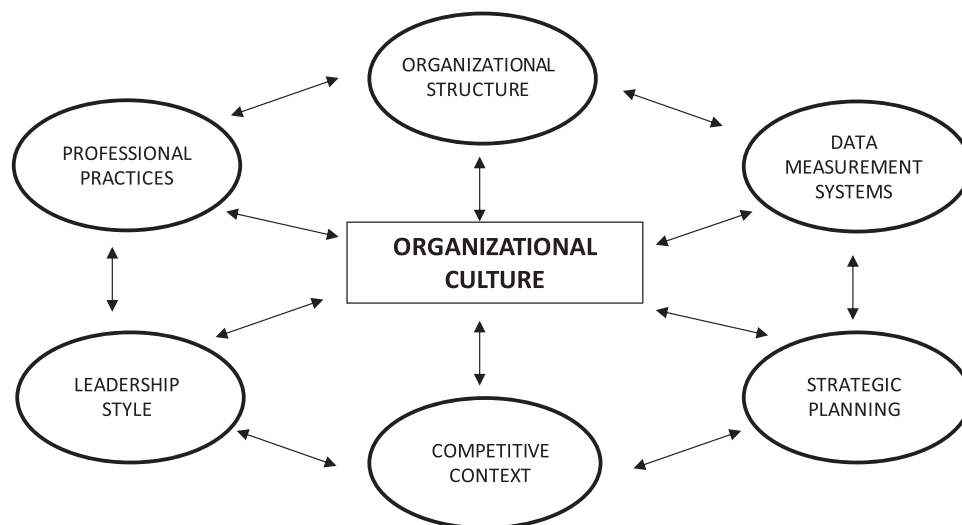 ORGANIZATIONAL
STRUCTURE
PROFESSIONAL
PRACTICES
DATA
MEASUREMENT
SYSTEMS
ORGANIZATIONAL
CULTURE
LEADERSHIP
STYLE
STRATEGIC
PLANNING
COMPETITIVE
CONTEXT